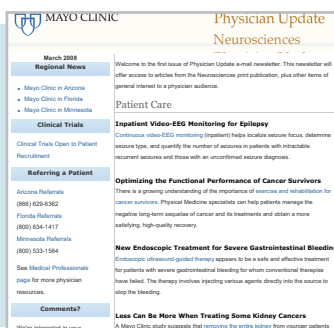 MAYO CLINIC
Physician Update
Neurosciences
March 2008
Regional News
Mayo Clinic in Arizona
Mayo Clinic in Florida
Mayo Clinic in Minnesota
Clinical Trials
Clinical Trials Open to Patient
Recruitment
Referring a Patient
Arizona Referrals
(866) 629-6362
Florida Referrals
(800) 634-1417
Minnesota Referrals
(800) 533-1564
See Medical Professionals
page for more physician
resources.
Comments?
We're interested in your
Welcome to the first issue of Physician Update e-mail newsletter. This newsletter will
offer access to articles from the Neurosciences print publication, plus other items of
general interest to a physician audience.
Patient Care
Inpatient Video-EEG Monitoring for Epilepsy
Continuous video-EEG monitoring (inpatient) helps localize seizure focus, determine
seizure type, and quantify the number of seizures in patients with intractable
recurrent seizures and those with an unconfirmed seizure diagnosis.
Optimizing the Functional Performance of Cancer Survivors
There is a growing understanding of the importance of exercise and rehabilitation for
cancer survivors. Physical Medicine specialists can help patients manage the
negative long-term sequelae of cancer and its treatments and obtain a more
satisfying, high-quality recovery.
New Endoscopic Treatment for Severe Gastrointestinal Bleeding
Endoscopic ultrasound-guided therapy appears to be a safe and effective treatment
for patients with severe gastrointestinal bleeding for whom conventional therapies
have failed. The therapy involves injecting various agents directly into the source to
stop the bleeding.
Less Can Be More When Treating Some Kidney Cancers
A Mayo Clinic study suggests that removing the entire kidney from younger patients